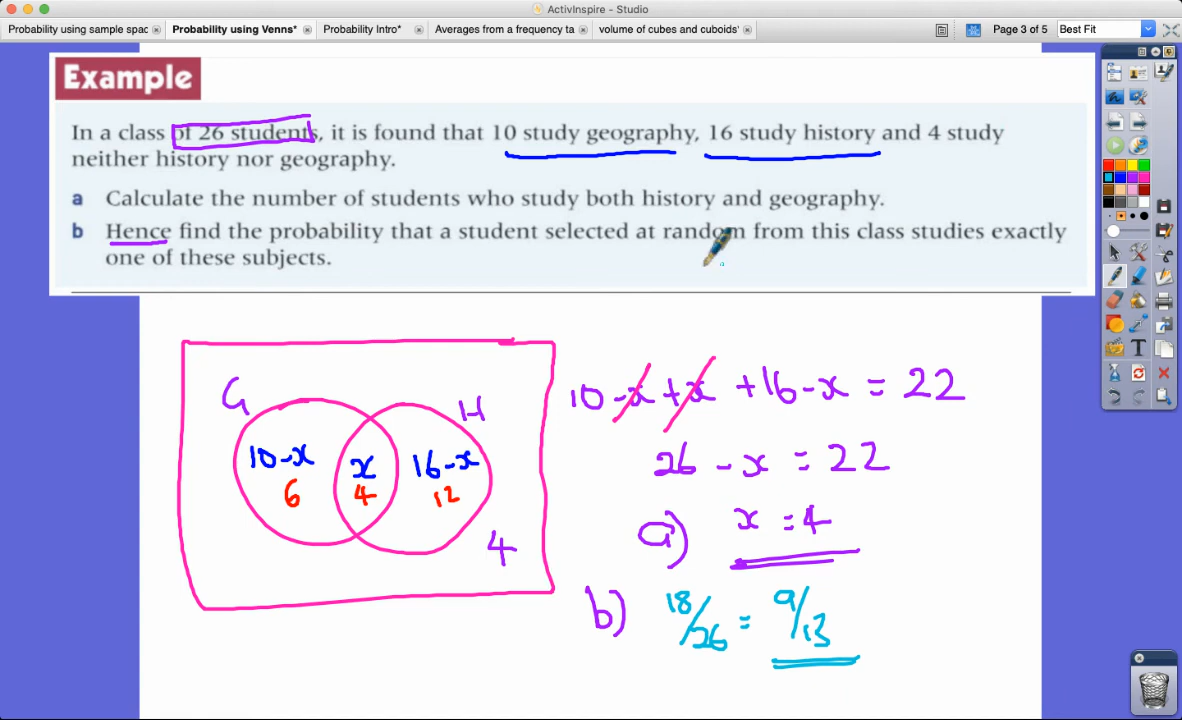 ActivInspire - Studio
Probability using sample spac
Probability using Venns*
Probability Intro*
Averages from a frequency ta
volume of cubes and cuboids*
Page 3 of 5
Best Fit
Example
In a class of 26 students, it is found that 10 study geography, 16 study history and 4 study
neither history nor geography.
a Calculate the number of students who study both history and geography.
b Hence find the probability that a student selected at random from this class studies exactly
one of these subjects.
G
H
10-x
x
16-x
6
4
12
4
10 -x +x +16-x = 22
26 - x = 22
a) x = 4
b) 18/26 = 9/13